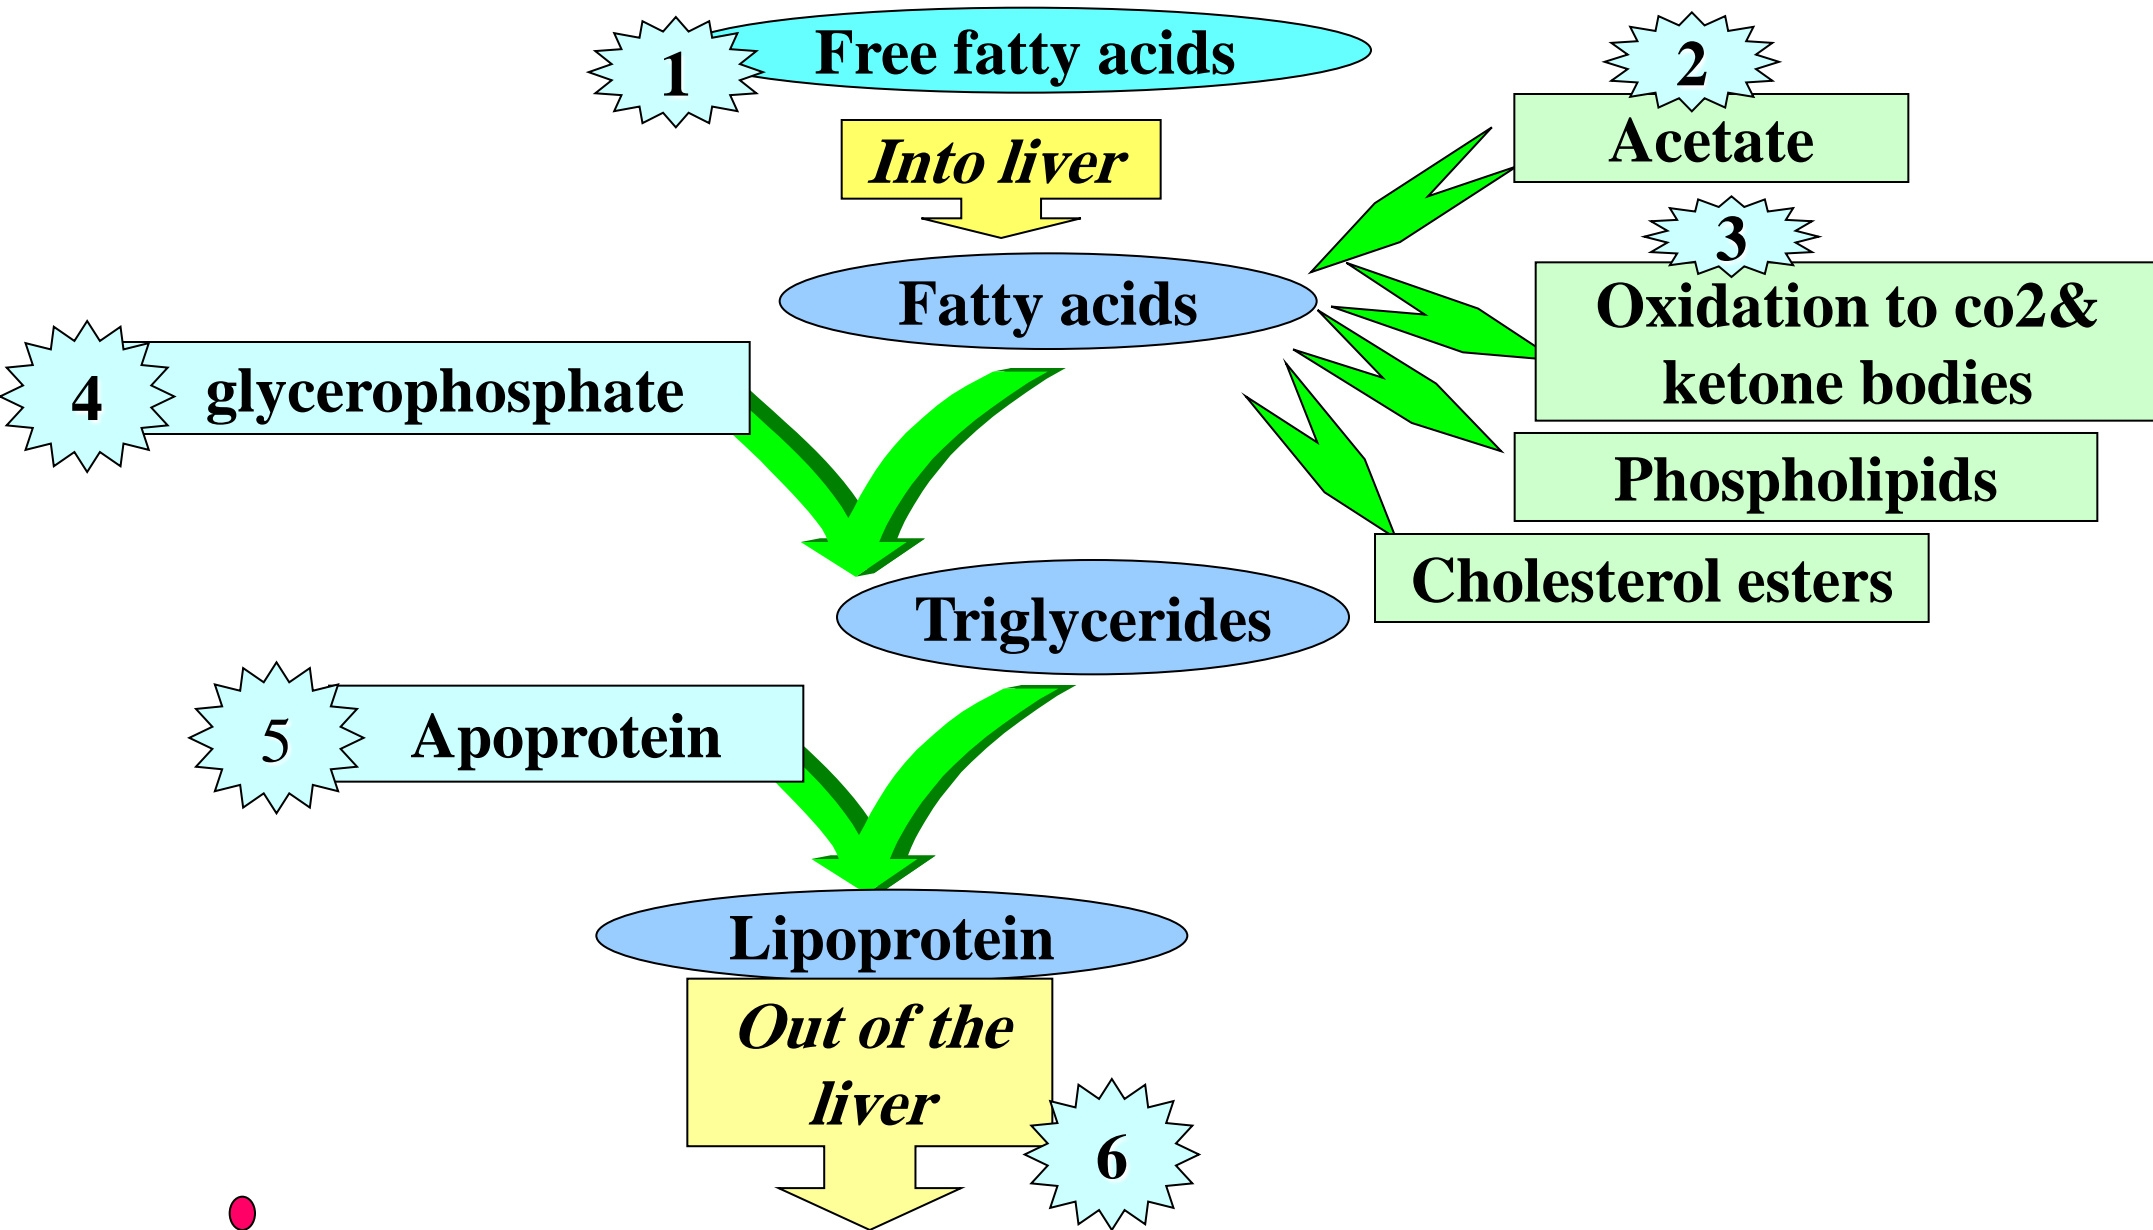 1
Free fatty acids
2
Acetate
Into liver
3
Oxidation to co2&
ketone bodies
Fatty acids
4
glycerophosphate
Phospholipids
Cholesterol esters
Triglycerides
5
Apoprotein
Lipoprotein
Out of the
liver
6